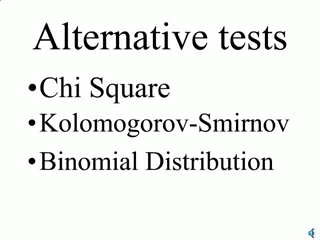 Alternative tests
•Chi Square
•Kolomogorov-Smirnov
•Binomial Distribution